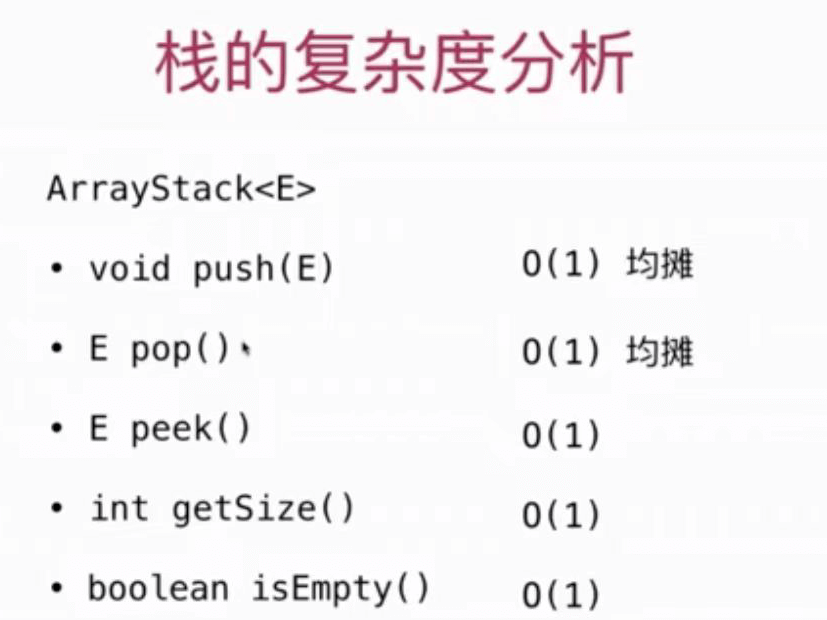 栈的复杂度分析
ArrayStack<E>
• void push(E) O(1) 均摊
• E pop() O(1) 均摊
• E peek() O(1)
• int getSize() O(1)
• boolean isEmpty() O(1)